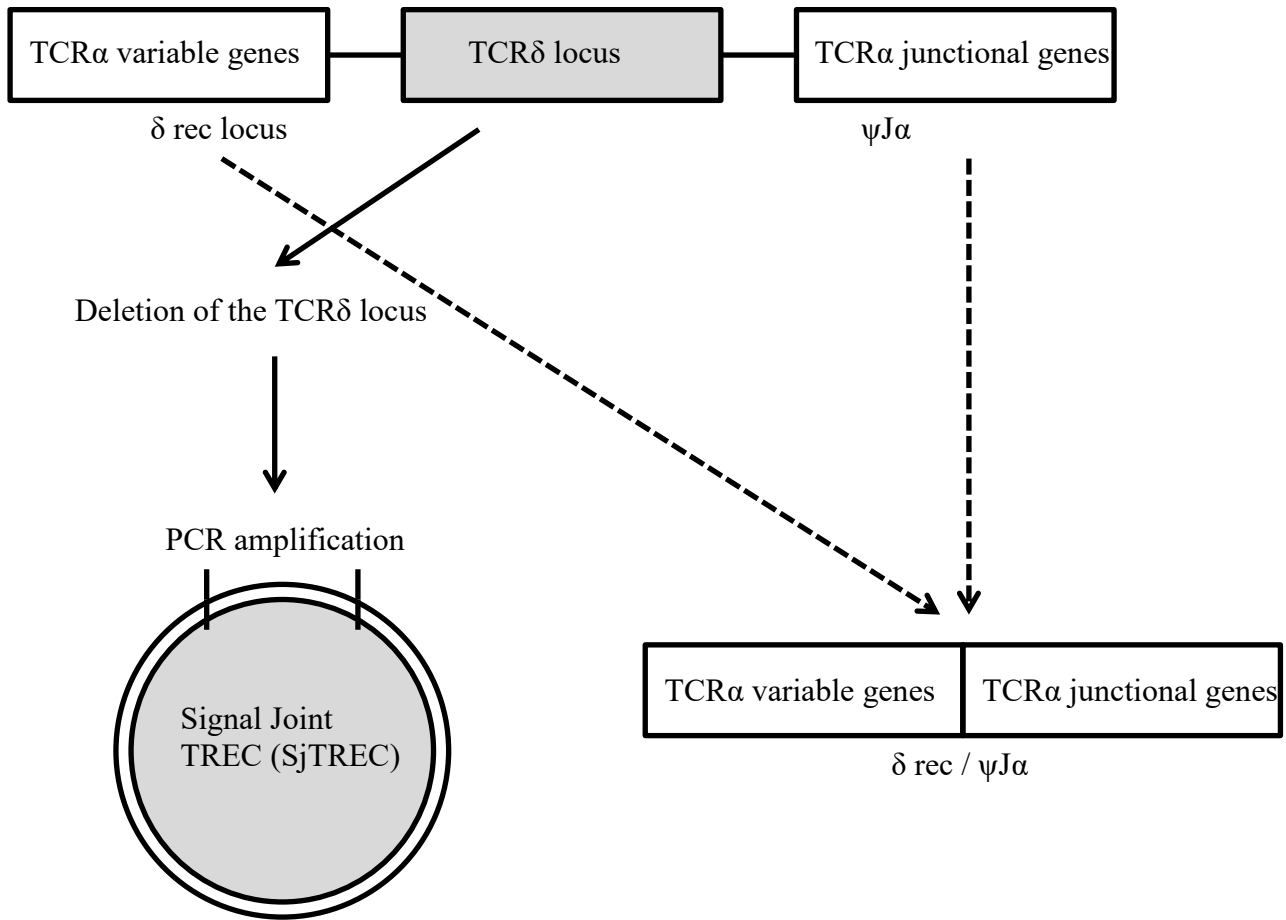 TCRα variable genes
TCRδ locus
TCRα junctional genes
δ rec locus
ψJα
Deletion of the TCRδ locus
PCR amplification
Signal Joint
TREC (SjTREC)
TCRα variable genes
TCRα junctional genes
δ rec / ψJα